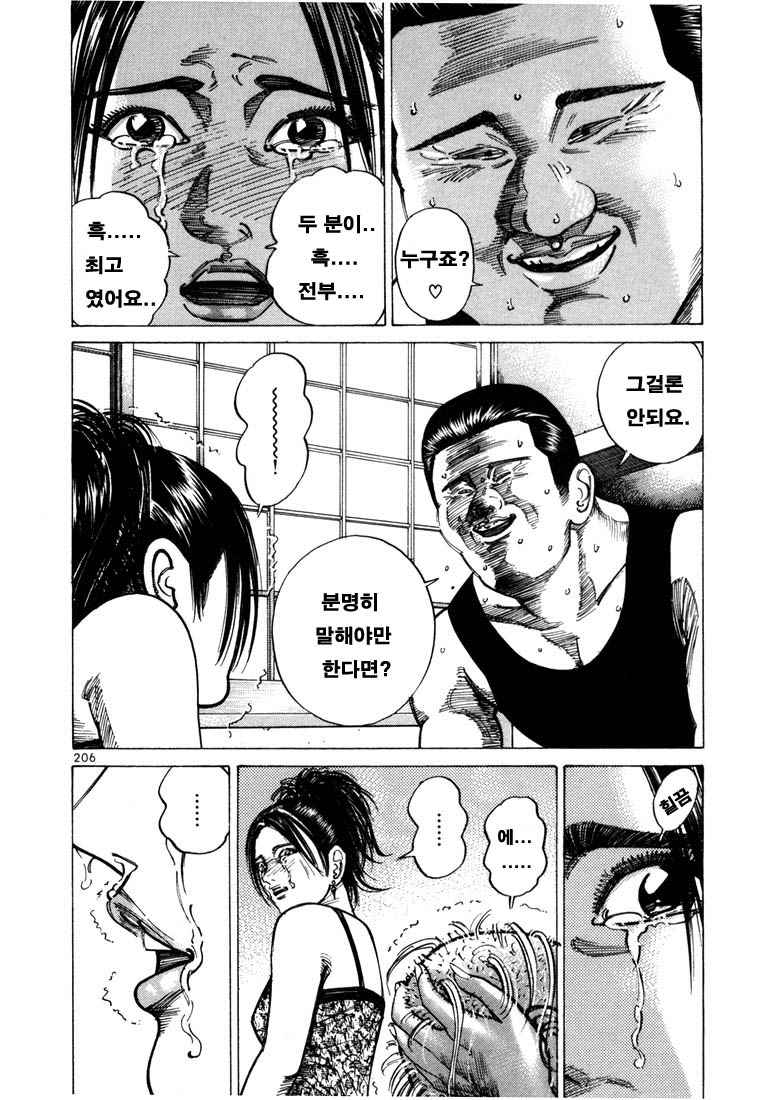 누구죠?
♡
두 분이..
흑....
전부....
흑.....
최고
였어요..
그걸론
안되요.
………!
분명히
말해야만
한다면?
206
힐끔
에...
.....
......
......